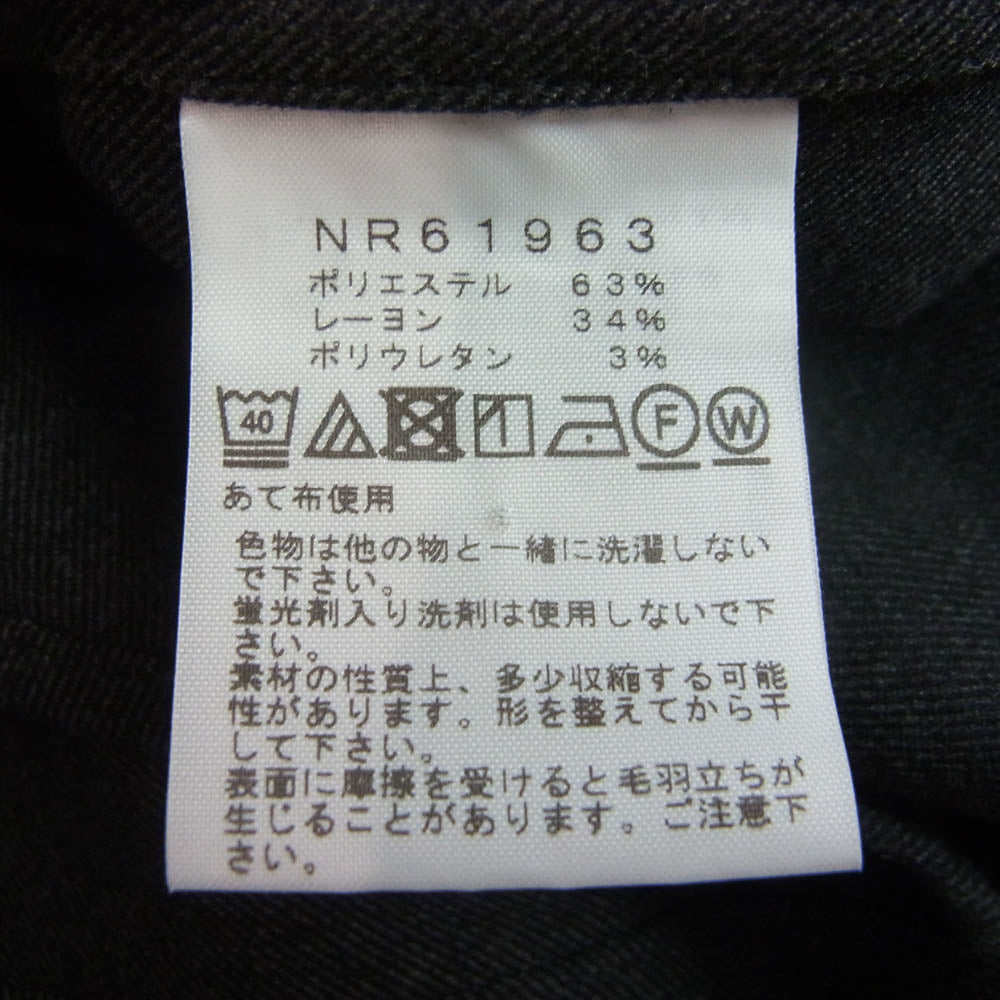 NR61963
ポリエステル 63%
レーヨン 34%
ポリウレタン 3%
40 F W
あて布使用
色物は他の物と一緒に洗濯しない
で下さい。
蛍光剤入り洗剤は使用しないで下
さい。
素材の性質上、多少収縮する可能
性があります。形を整えてから干
して下さい。
表面に摩擦を受けると毛羽立ちが
生じることがあります。ご注意下
さい。